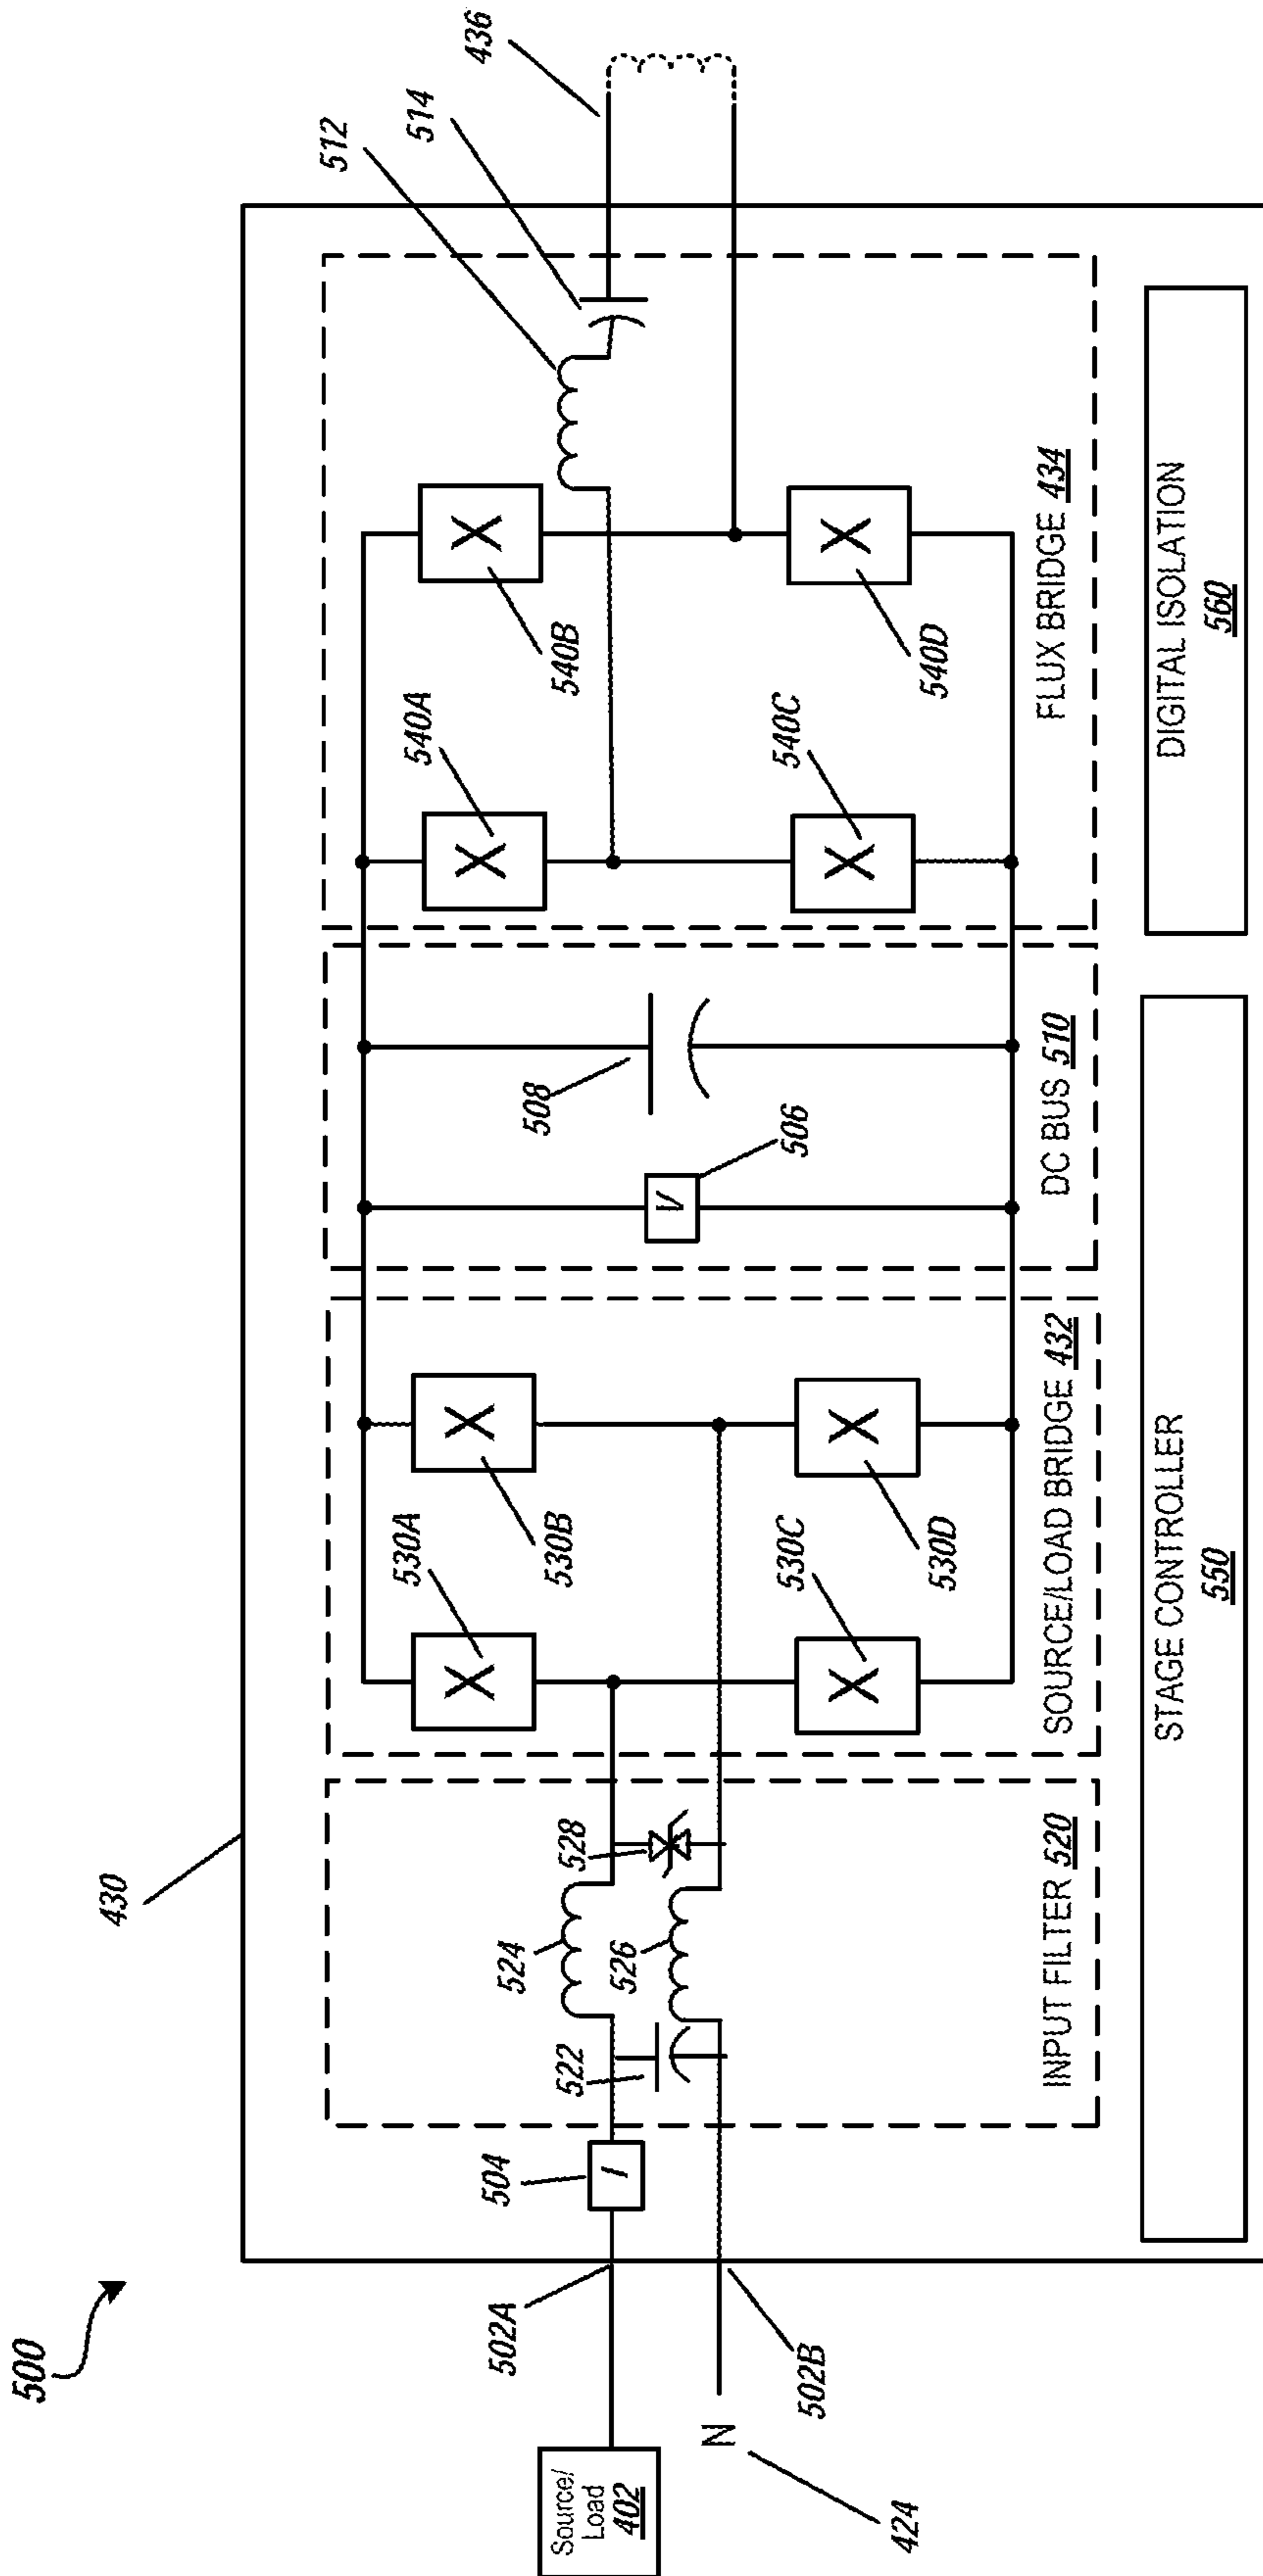 500
430
Source/
Load
402
502A
N
424
502B
504
I
522
524
526
528
INPUT FILTER 520
530A
X
530B
X
530C
X
530D
X
SOURCE/LOAD BRIDGE 432
508
506
V
DC BUS 510
540A
X
540B
X
540C
X
540D
X
512
514
436
FLUX BRIDGE 434
STAGE CONTROLLER
550
DIGITAL ISOLATION
560